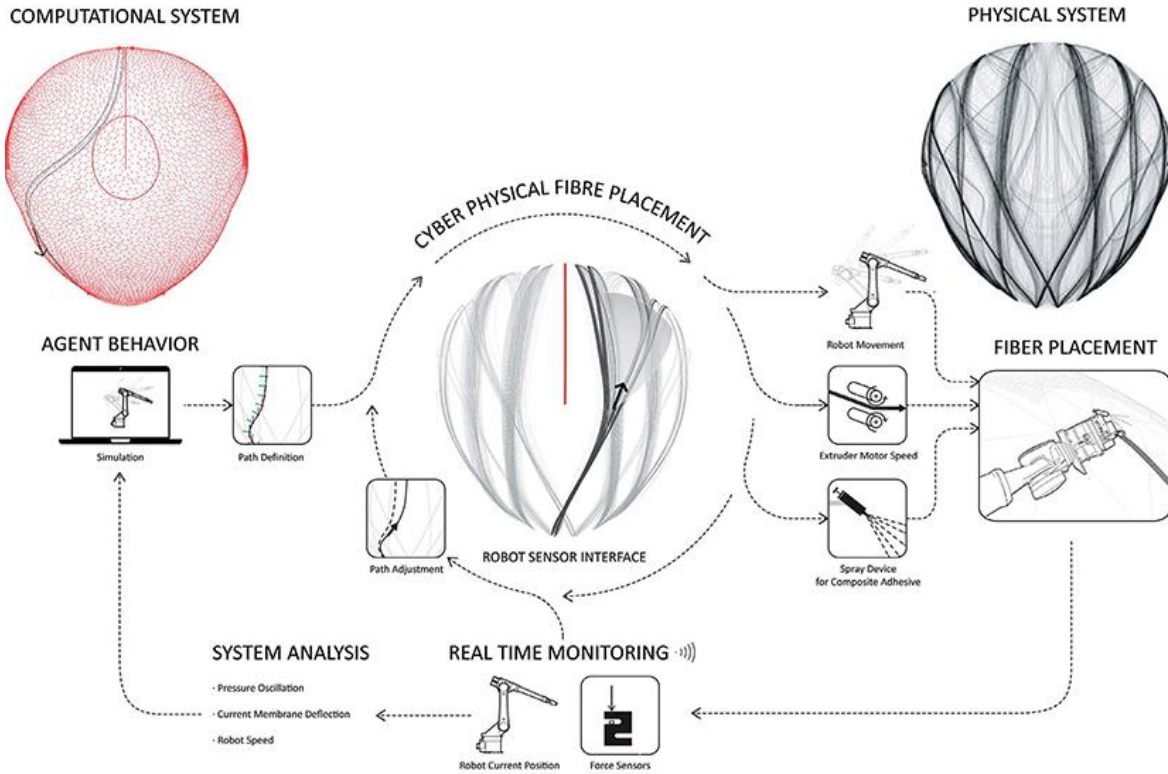 COMPUTATIONAL SYSTEM
PHYSICAL SYSTEM
CYBER PHYSICAL FIBRE PLACEMENT
AGENT BEHAVIOR
Simulation
Path Definition
Robot Movement
FIBER PLACEMENT
Extruder Motor Speed
Path Adjustment
ROBOT SENSOR INTERFACE
Spray Device
for Composite Adhesive
SYSTEM ANALYSIS
· Pressure Oscillation
· Current Membrane Deflection
· Robot Speed
REAL TIME MONITORING
Robot Current Position
Force Sensors